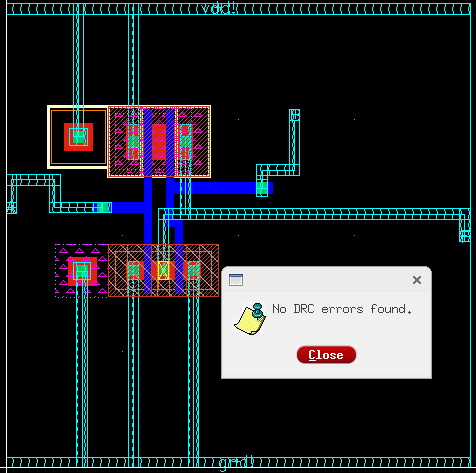 vdd!
No DRC errors found.
Close
gnd!